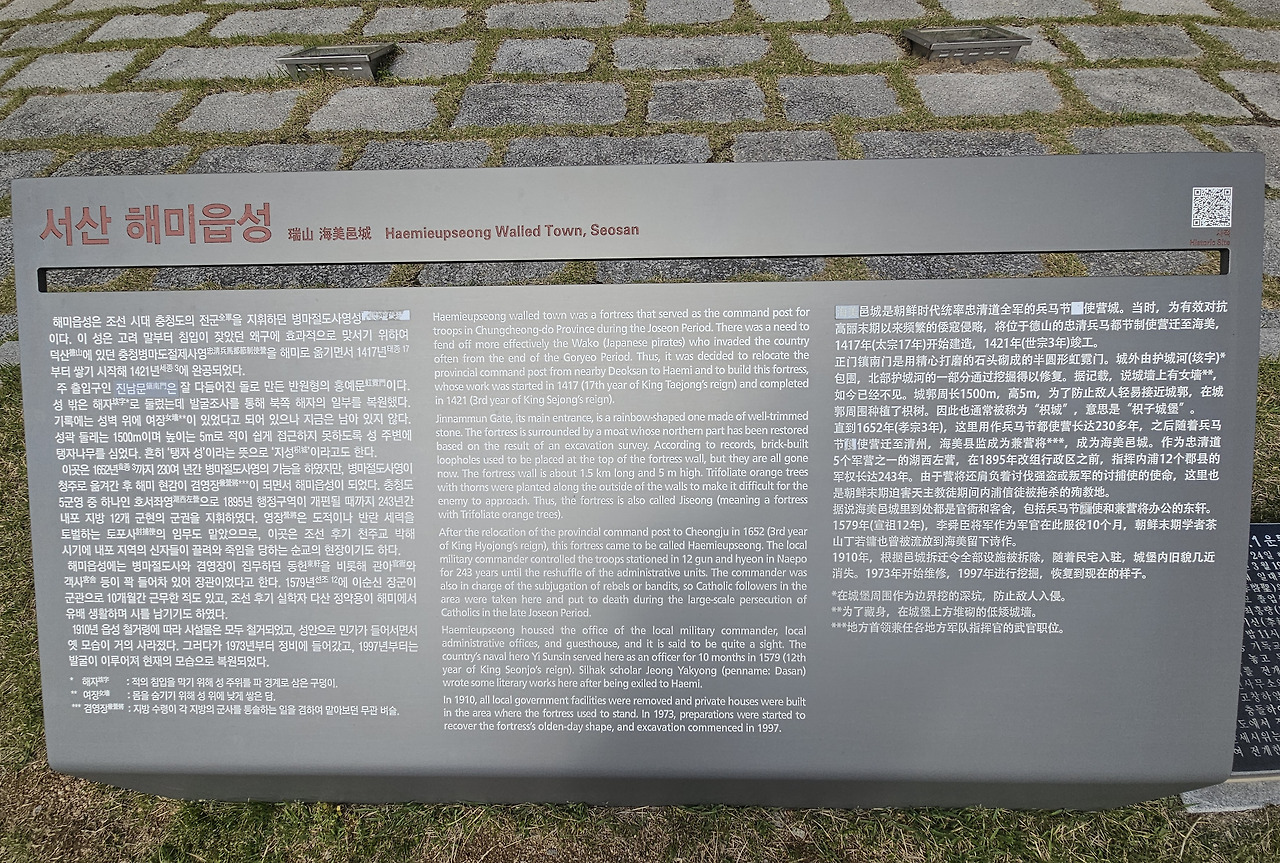 서산 해미읍성 瑞山 海美邑城 Haemieupseong Walled Town, Seosan
사적
Historic Site
해미읍성은 조선 시대 충청도의 전군全軍을 지휘하던 병마절도사영성
이다. 이 성은 고려 말부터 침입이 잦았던 왜구에 효과적으로 맞서기 위하여
덕산德山에 있던 충청병마도절제사영忠淸兵馬都節制使營을 해미로 옮기면서 1417년太宗 17
부터 쌓기 시작해 1421년世宗 3에 완공되었다.
주 출입구인 진남문鎭南門은 잘 다듬어진 돌로 만든 반원형의 홍예문虹霓門이다.
성 밖은 해자垓字*로 둘렀는데 발굴조사를 통해 북쪽 해자의 일부를 복원했다.
기록에는 성벽 위에 여장女墻**이 있었다고 되어 있으나 지금은 남아 있지 않다.
성곽 둘레는 1500m이며 높이는 5m로 적이 쉽게 접근하지 못하도록 성 주변에
탱자나무를 심었다. 흔히 '탱자 성'이라는 뜻으로 '지성枳城'이라고도 한다.
이곳은 1652년孝宗 3까지 230여 년간 병마절도사영의 기능을 하였지만, 병마절도사영이
청주로 옮겨간 후 해미 현감이 겸영장兼營將***이 되면서 해미읍성이 되었다. 충청도
5군영 중 하나인 호서좌영湖西左營으로 1895년 행정구역이 개편될 때까지 243년간
내포 지방 12개 군현의 군권을 지휘하였다. 영장營將은 도적이나 반란 세력을
토벌하는 토포사討捕使의 임무도 맡았으므로, 이곳은 조선 후기 천주교 박해
시기에 내포 지역의 신자들이 끌려와 죽임을 당하는 순교의 현장이기도 하다.
해미읍성에는 병마절도사와 겸영장이 집무하던 동헌東軒을 비롯해 관아官衙와
객사客舍 등이 꽉 들어차 있어 장관이었다고 한다. 1579년宣祖 12에 이순신 장군이
군관으로 10개월간 근무한 적도 있고, 조선 후기 실학자 다산 정약용이 해미에서
유배 생활하며 시를 남기기도 하였다.
1910년 읍성 철거령에 따라 시설물은 모두 철거되었고, 성안으로 민가가 들어서면서
옛 모습이 거의 사라졌다. 그러다가 1973년부터 정비에 들어갔고, 1997년부터는
발굴이 이루어져 현재의 모습으로 복원되었다.
* 해자垓字 : 적의 침입을 막기 위해 성 주위를 파 경계로 삼은 구덩이.
** 여장女墻 : 몸을 숨기기 위해 성 위에 낮게 쌓은 담.
*** 겸영장兼營將 : 지방 수령이 각 지방의 군사를 통솔하는 일을 겸하여 맡아보던 무관 벼슬.
Haemieupseong walled town was a fortress that served as the command post for
troops in Chungcheong-do Province during the Joseon Period. There was a need to
fend off more effectively the Wako (Japanese pirates) who invaded the country
often from the end of the Goryeo Period. Thus, it was decided to relocate the
provincial command post from nearby Deoksan to Haemi and to build this fortress,
whose work was started in 1417 (17th year of King Taejong's reign) and completed
in 1421 (3rd year of King Sejong's reign).
Jinnamun Gate, its main entrance, is a rainbow-shaped one made of well-trimmed
stone. The fortress is surrounded by a moat whose northern part has been restored
based on the result of an excavation survey. According to records, brick-built
loopholes used to be placed at the top of the fortress wall, but they are all gone
now. The fortress wall is about 1.5 km long and 5 m high. Trifoliate orange trees
with thorns were planted along the outside of the walls to make it difficult for the
enemy to approach. Thus, the fortress is also called Jiseong (meaning a fortress
with Trifoliate orange trees).
After the relocation of the provincial command post to Cheongju in 1652 (3rd year
of King Hyojong's reign), this fortress came to be called Haemieupseong. The local
military commander controlled the troops stationed in 12 gun and hyeon in Naepo
for 243 years until the reshuffle of the administrative units. The commander was
also in charge of the subjugation of rebels or bandits, so Catholic followers in the
area were taken here and put to death during the large-scale persecution of
Catholics in the late Joseon Period.
Haemieupseong housed the office of the local military commander, local
administrative offices, and guesthouse, and it is said to be quite a sight. The
country's naval hero Yi Sunsin served here as an officer for 10 months in 1579 (12th
year of King Seonjo's reign). Silhak scholar Jeong Yakyong (penname: Dasan)
wrote some literary works here after being exiled to Haemi.
In 1910, all local government facilities were removed and private houses were built
in the area where the fortress used to stand. In 1973, preparations were started to
recover the fortress's olden-day shape, and excavation commenced in 1997.
邑城是朝鲜时代统率忠清道全军的兵马节 使营城。当时，为有效对抗
高丽末期以来频繁的倭寇侵略，将位于德山的忠清兵马都节制使营迁至海美，
1417年(太宗17年)开始建造，1421年(世宗3年)竣工。
正门镇南门是用精心打磨的石头砌成的半圆形虹霓门。城外由护城河(垓字)*
包围，北部护城河的一部分通过挖掘得以修复。据记载，说城墙上有女墙**，
如今已经不见。城郭周长1500m，高5m，为了防止敌人轻易接近城郭，在城
郭周围种植了枳树。因此也通常被称为“枳城”，意思是“枳子城堡”。
直到1652年(孝宗3年)，这里用作兵马节都使营长达230多年，之后随着兵马
节 使营迁至清州，海美县监成为兼营将***，成为海美邑城。作为忠清道
5个军营之一的湖西左营，在1895年改组行政区之前，指挥内浦12个郡县的
军权长达243年。由于营将还肩负着讨伐强盗或叛军的讨捕使的使命，这里也
是朝鲜末期迫害天主教徒期间内浦信徒被拖杀的殉教地。
据说海美城里到处都是官衙和客舍，包括兵马节 使和兼营将办公的东轩。
1579年(宣祖12年)，李舜臣将军作为军官在此服役10个月，朝鲜末期学者茶
山丁若镛也曾被流放到海美留下诗作。
1910年，根据邑城拆迁令全部设施被拆除，随着民宅入驻，城堡内旧貌几近
消失。1973年开始维修，1997年进行挖掘，恢复到现在的样子。
*在城堡周围作为边界挖的深坑，防止敌人入侵。
**为了藏身，在城堡上方堆砌的低矮城墙。
***地方首领兼任各地方军队指挥官的武官职位。